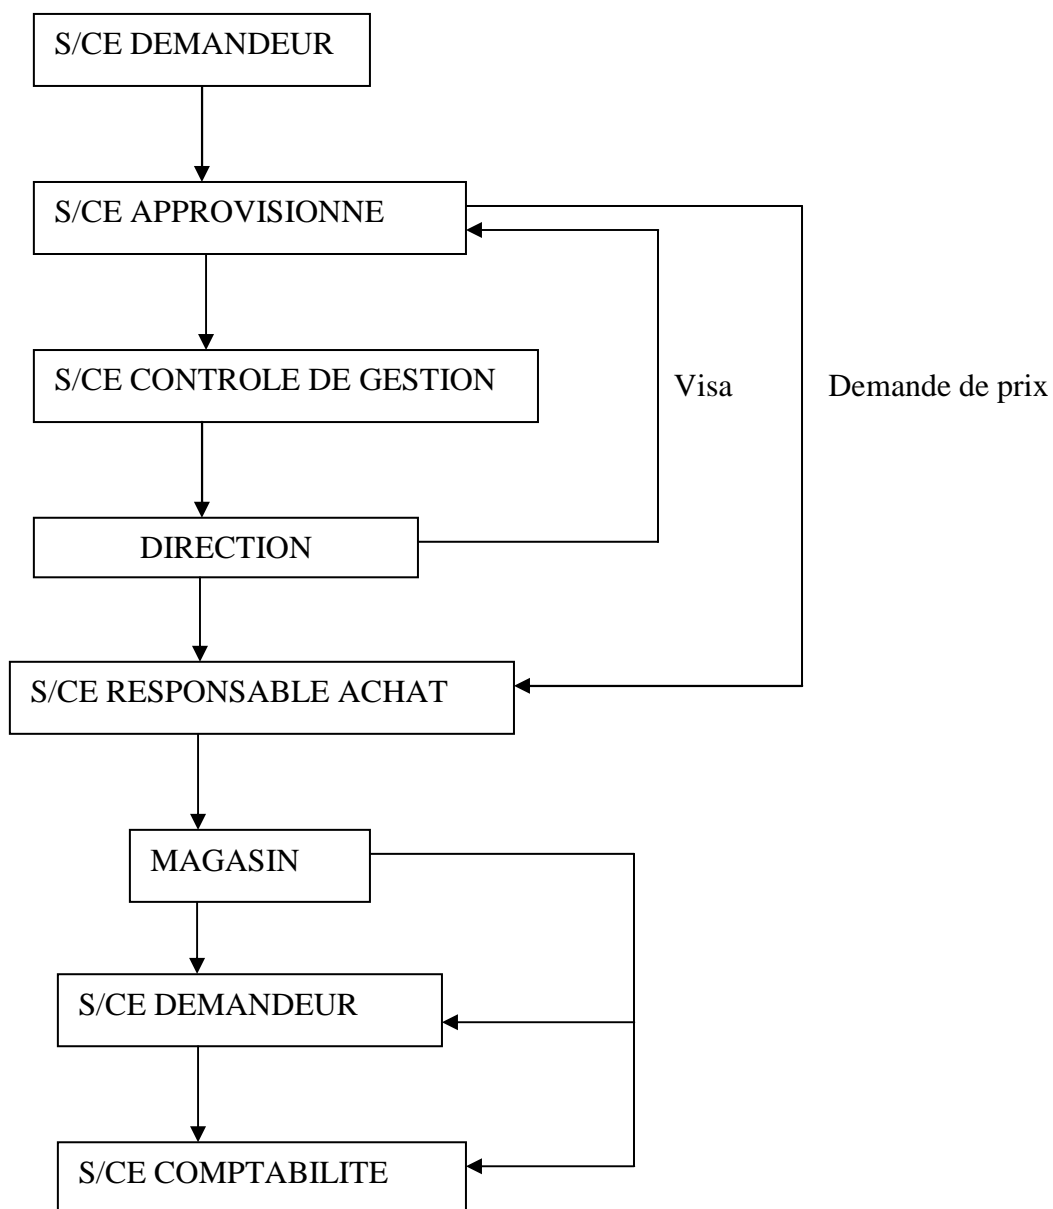 S/CE DEMANDEUR
S/CE APPROVISIONNE
S/CE CONTROLE DE GESTION
Visa
Demande de prix
DIRECTION
S/CE RESPONSABLE ACHAT
MAGASIN
S/CE DEMANDEUR
S/CE COMPTABILITE